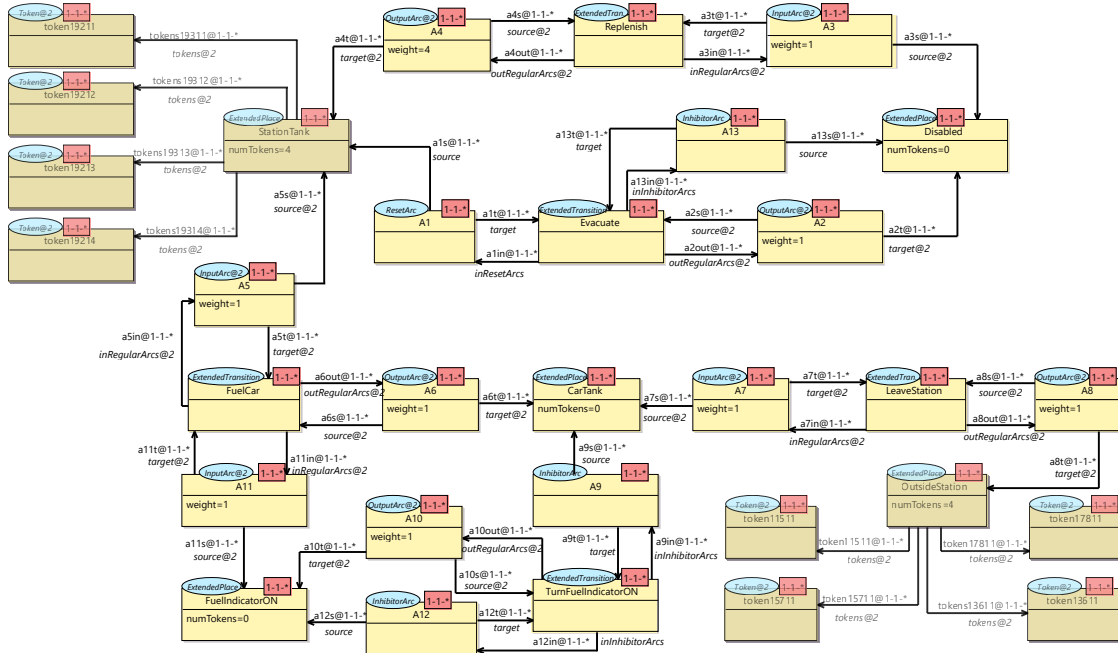 Token@2
1-1-*
token19211
tokens19311@1-1-*
tokens@2
Token@2
1-1-*
token19212
tokens19312@1-1-*
tokens@2
Token@2
1-1-*
token19213
tokens19313@1-1-*
tokens@2
Token@2
1-1-*
token19214
tokens19314@1-1-*
tokens@2
ExtendedPlace
1-1-*
StationTank
numTokens=4
a4t@1-1-*
target@2
OutputArc@2
1-1-*
A4
weight=4
a4s@1-1-*
source@2
a4out@1-1-*
outRegularArcs@2
ExtendedTran
1-1-*
Replenish
a3t@1-1-*
target@2
a3in@1-1-*
inRegularArcs@2
InputArc@2
1-1-*
A3
weight=1
a3s@1-1-*
source@2
InhibitorArc
1-1-*
A13
a13t@1-1-*
target
a13s@1-1-*
source
a13in@1-1-*
inInhibitorArcs
ExtendedPlace
1-1-*
Disabled
numTokens=0
a1s@1-1-*
source
a5s@1-1-*
source@2
ResetArc
1-1-*
A1
a1t@1-1-*
target
a1in@1-1-*
inResetArcs
ExtendedTransition
1-1-*
Evacuate
a2s@1-1-*
source@2
a2out@1-1-*
outRegularArcs@2
OutputArc@2
1-1-*
A2
weight=1
a2t@1-1-*
target@2
InputArc@2
1-1-*
A5
weight=1
a5in@1-1-*
inRegularArcs@2
a5t@1-1-*
target@2
ExtendedTransition
1-1-*
FuelCar
a6out@1-1-*
outRegularArcs@2
a6s@1-1-*
source@2
OutputArc@2
1-1-*
A6
weight=1
a6t@1-1-*
target@2
ExtendedPlace
1-1-*
CarTank
numTokens=0
a7s@1-1-*
source@2
InputArc@2
1-1-*
A7
weight=1
a7t@1-1-*
target@2
a7in@1-1-*
inRegularArcs@2
ExtendedTran
1-1-*
LeaveStation
a8s@1-1-*
source@2
a8out@1-1-*
outRegularArcs@2
OutputArc@2
1-1-*
A8
weight=1
a8t@1-1-*
target@2
a11t@1-1-*
target@2
a11in@1-1-*
inRegularArcs@2
InputArc@2
1-1-*
A11
weight=1
a11s@1-1-*
source@2
a9s@1-1-*
source
InhibitorArc
1-1-*
A9
a9t@1-1-*
target
a9in@1-1-*
inInhibitorArcs
OutputArc@2
1-1-*
A10
weight=1
a10out@1-1-*
outRegularArcs@2
a10t@1-1-*
target@2
a10s@1-1-*
source@2
ExtendedPlace
1-1-*
FuelIndicatorON
numTokens=0
a12s@1-1-*
source
InhibitorArc
1-1-*
A12
a12t@1-1-*
target
a12in@1-1-*
inInhibitorArcs
ExtendedTransition
1-1-*
TurnFuelIndicatorON
ExtendedPlace
1-1-*
OutsideStation
numTokens=4
Token@2
1-1-*
token11511
token11511@1-1-*
tokens@2
Token@2
1-1-*
token17811
token17811@1-1-*
tokens@2
Token@2
1-1-*
token15711
token15711@1-1-*
tokens@2
Token@2
1-1-*
token13611
tokens13611@1-1-*
tokens@2